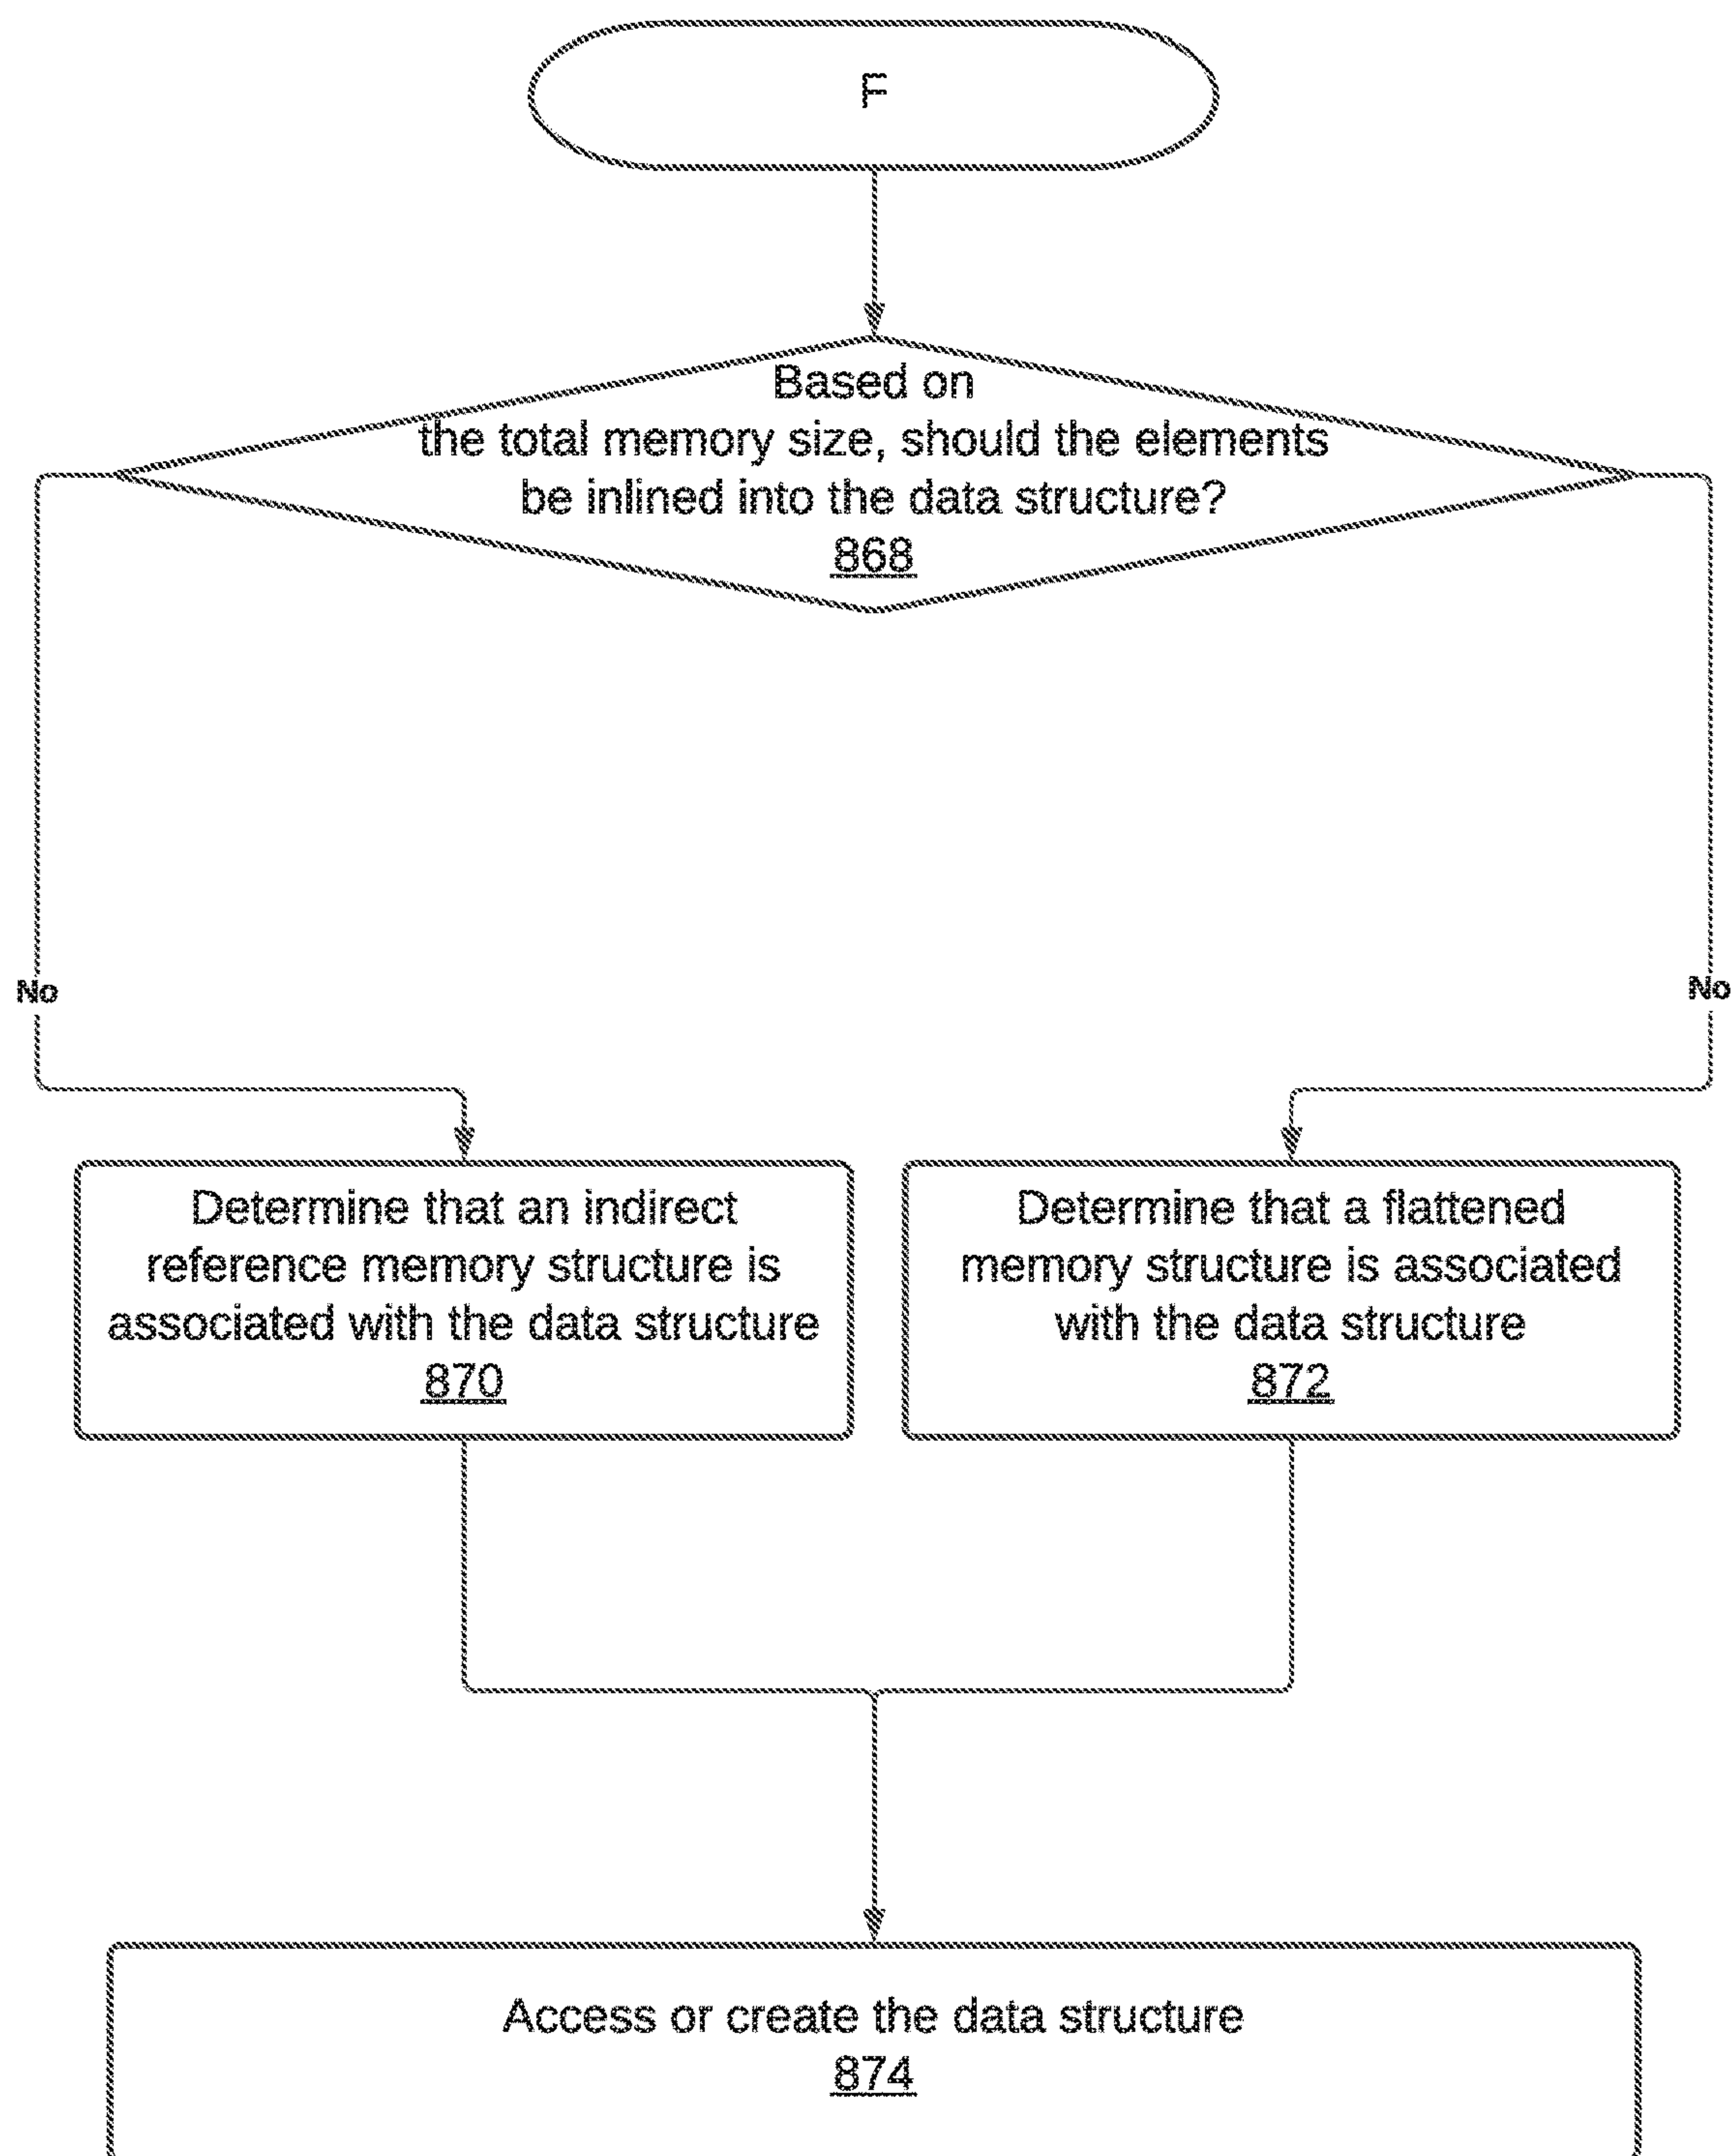 F
Based on
the total memory size, should the elements
be inlined into the data structure?
868
No
No
Determine that an indirect
reference memory structure is
associated with the data structure
870
Determine that a flattened
memory structure is associated
with the data structure
872
Access or create the data structure
874